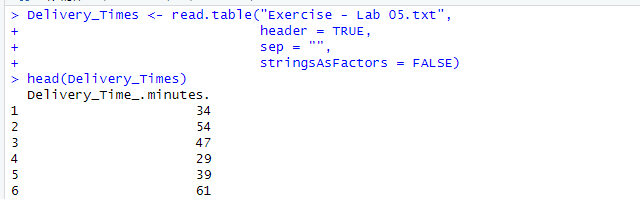 > Delivery_Times <- read.table("Exercise - Lab 05.txt",
+                              header = TRUE,
+                              sep = "",
+                              stringsAsFactors = FALSE)
> head(Delivery_Times)
  Delivery_Time_.minutes.
1                      34
2                      54
3                      47
4                      29
5                      39
6                      61